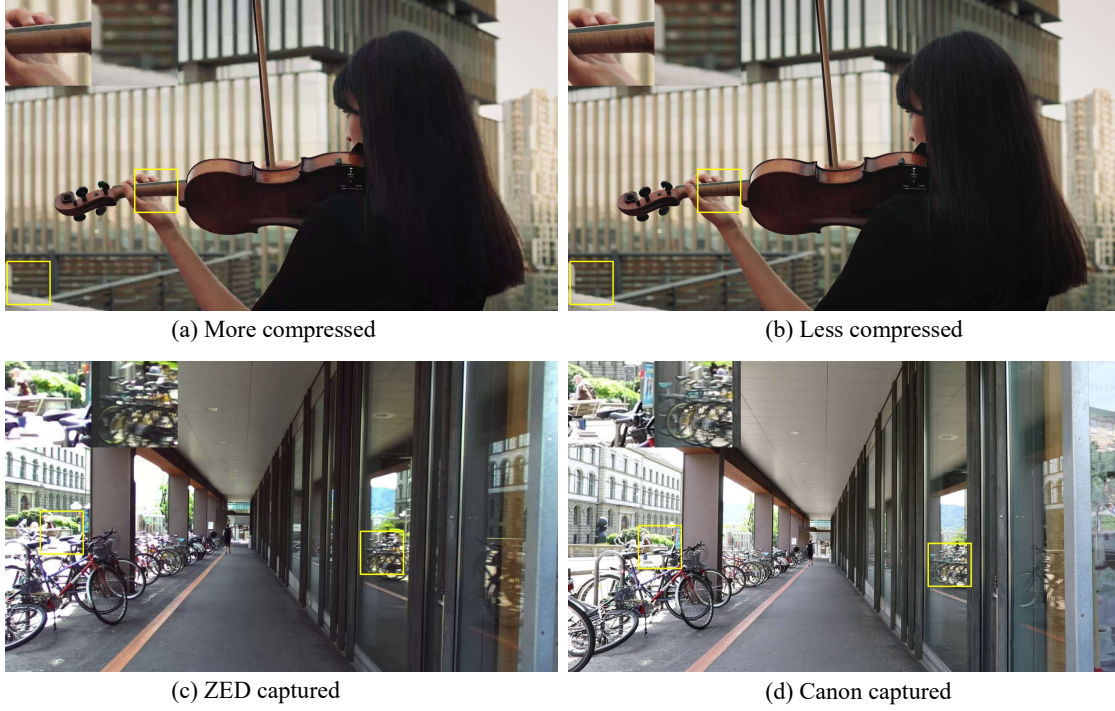 (a) More compressed
(b) Less compressed
(c) ZED captured
(d) Canon captured